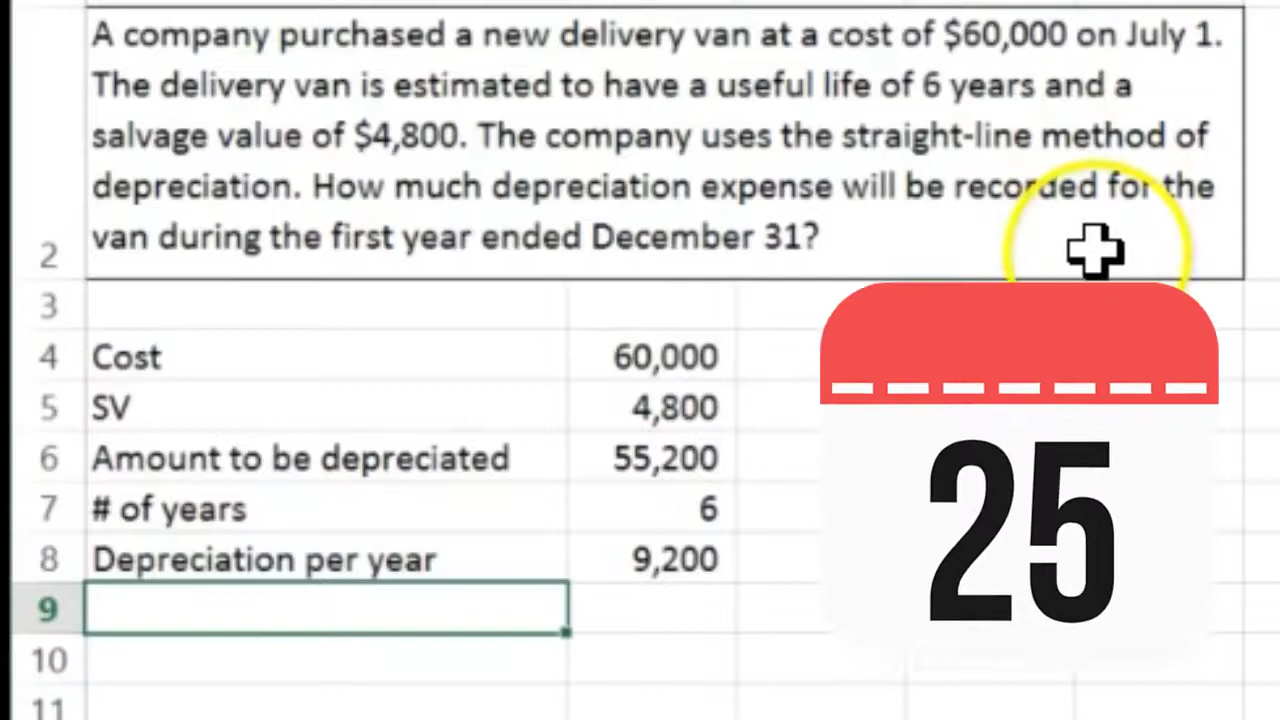 A company purchased a new delivery van at a cost of $60,000 on July 1.
The delivery van is estimated to have a useful life of 6 years and a
salvage value of $4,800. The company uses the straight-line method of
depreciation. How much depreciation expense will be recorded for the
2 van during the first year ended December 31?
3
4 Cost 60,000
5 SV 4,800
6 Amount to be depreciated 55,200
7 # of years 6
8 Depreciation per year 9,200
25
9
10
11